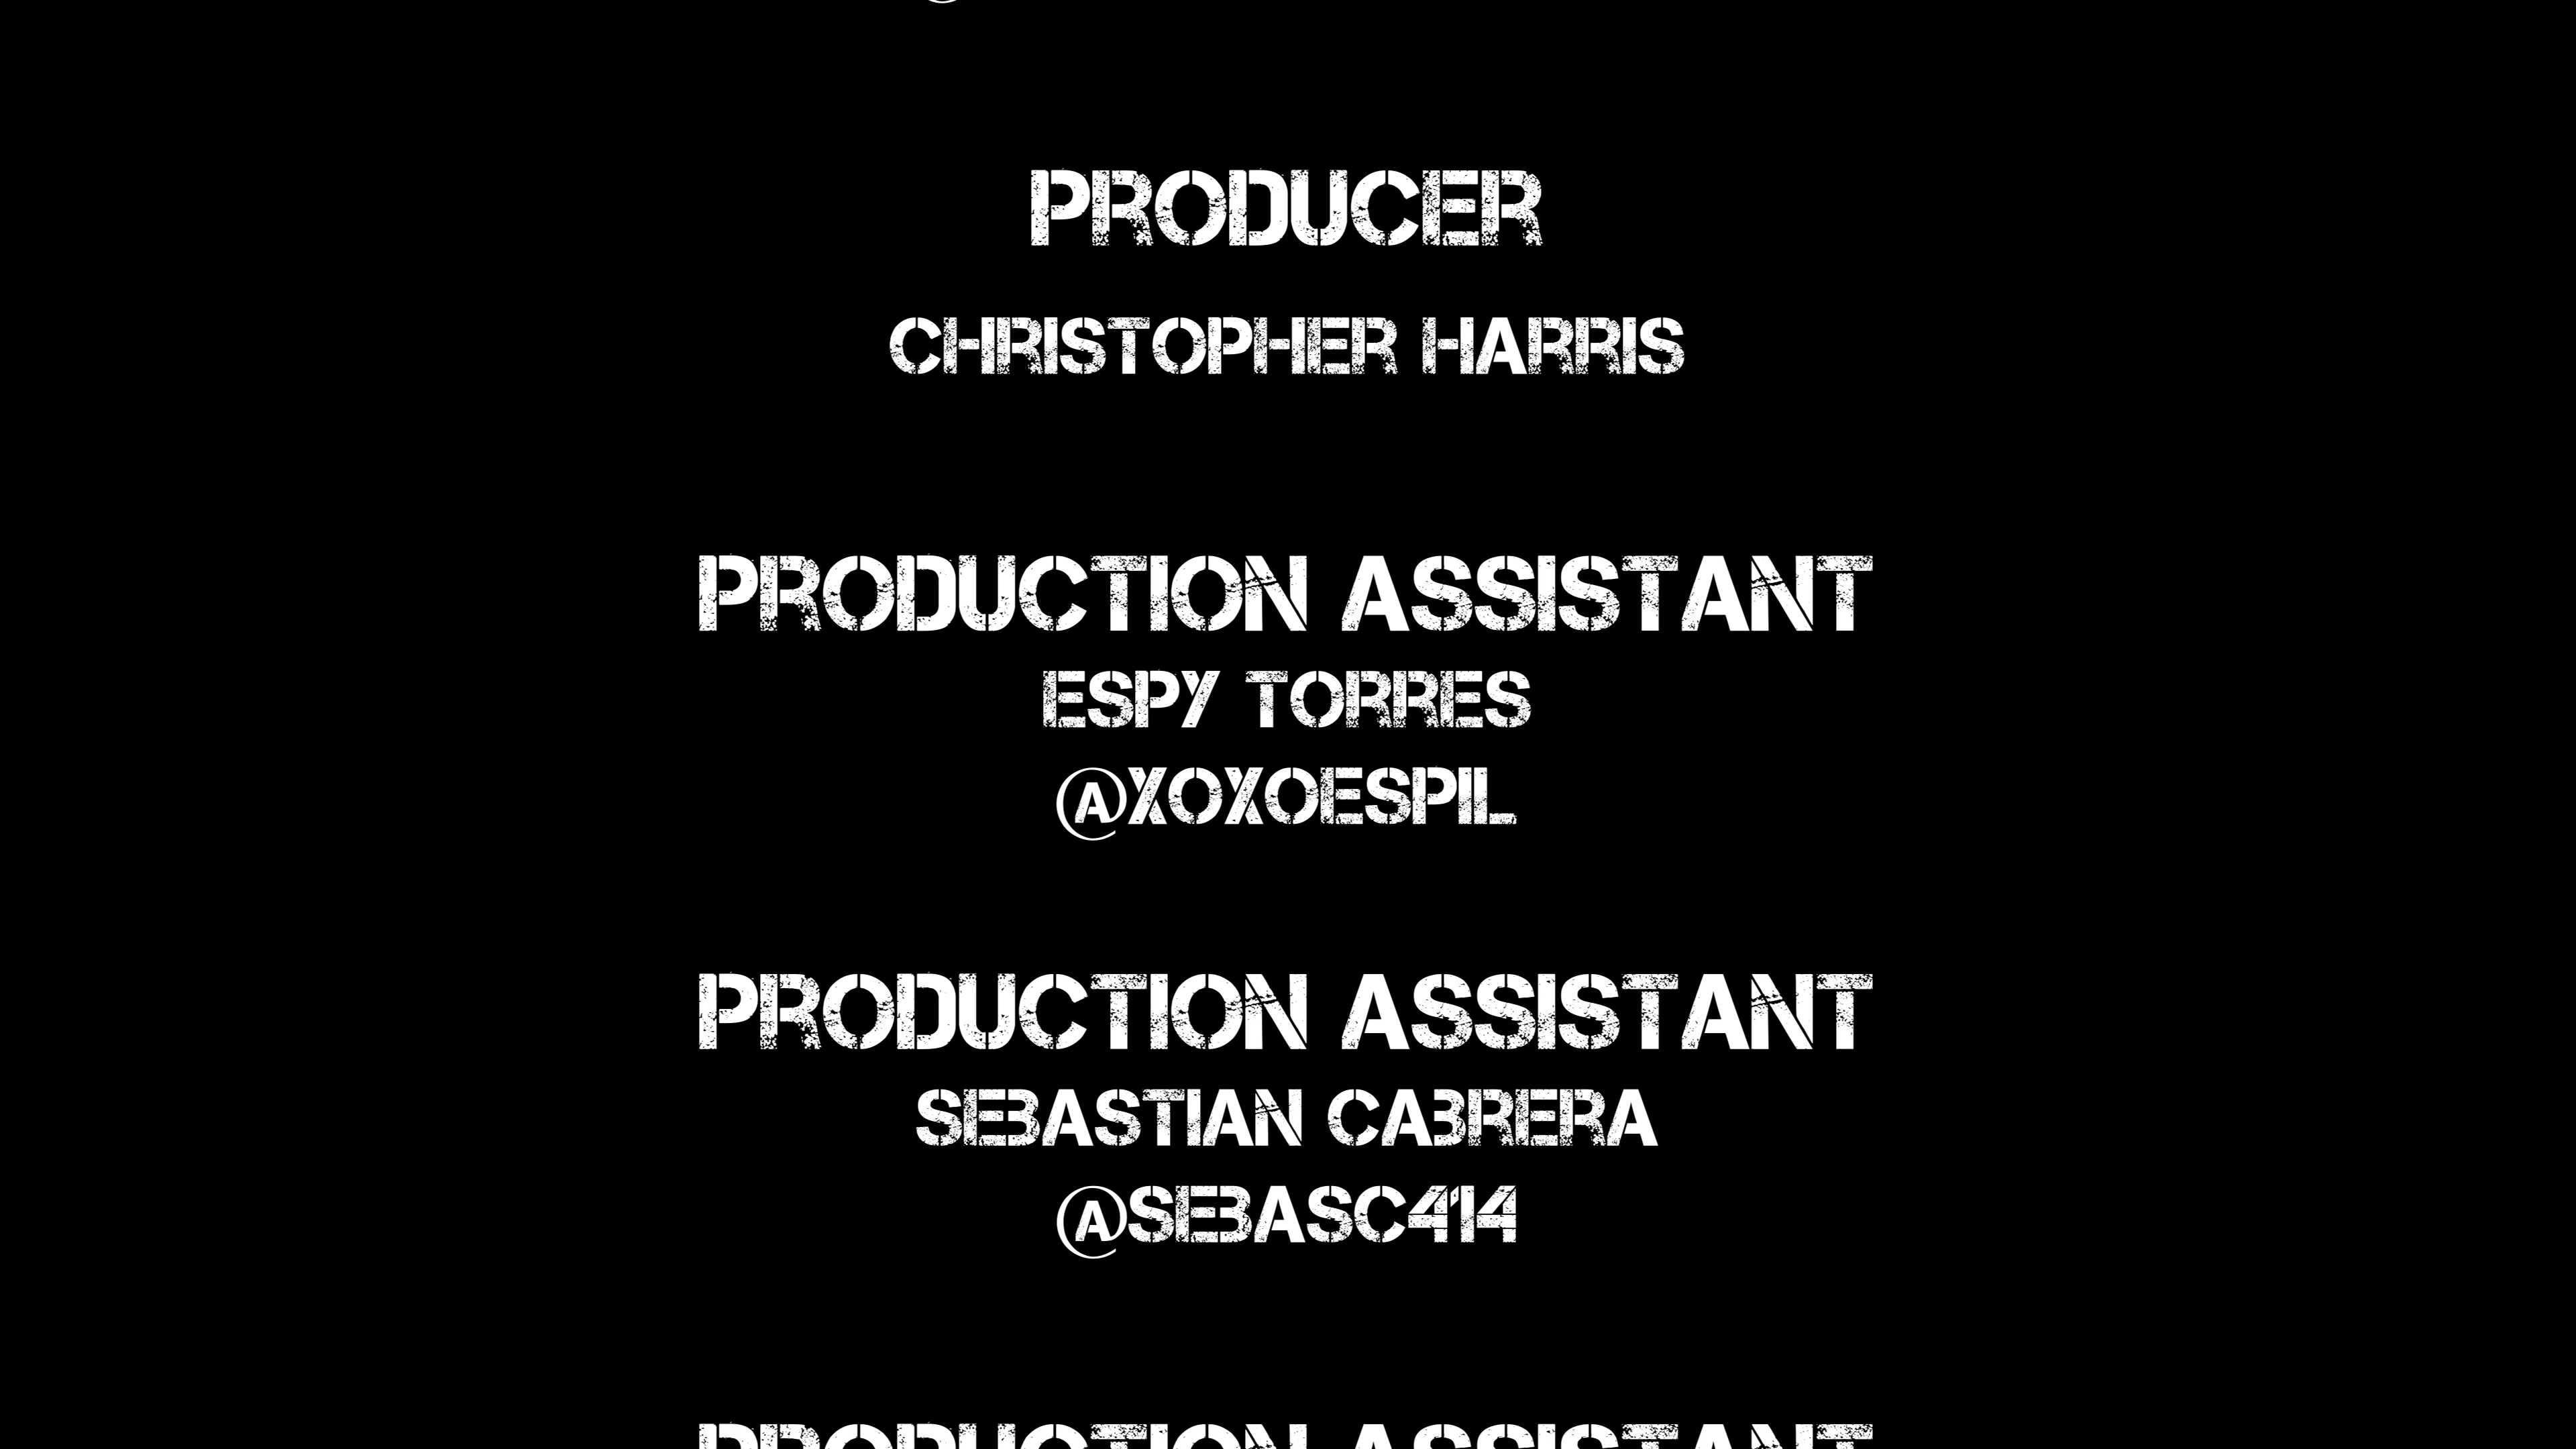 PRODUCER
CHRISTOPHER HARRIS
PRODUCTION ASSISTANT
ESPY TORRES
@XOXOESPIL
PRODUCTION ASSISTANT
SEBASTIAN CABRERA
@SEBASC414
PRODUCTION ASSISTANT